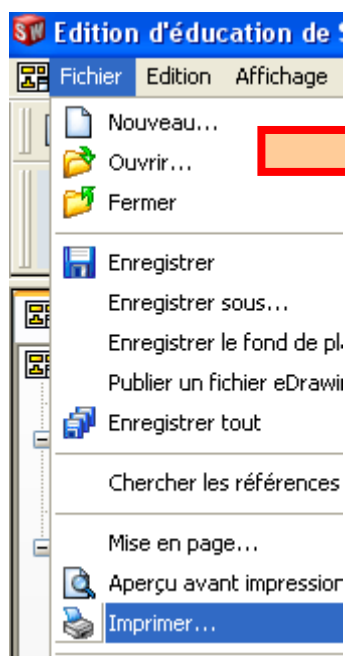 SW Edition d'éducation de
Fichier Edition Affichage
Nouveau...
Ouvrir...
Fermer
Enregistrer
Enregistrer sous...
Enregistrer le fond de pl
Publier un fichier eDrawi
Enregistrer tout
Chercher les références
Mise en page...
Aperçu avant impression
Imprimer...